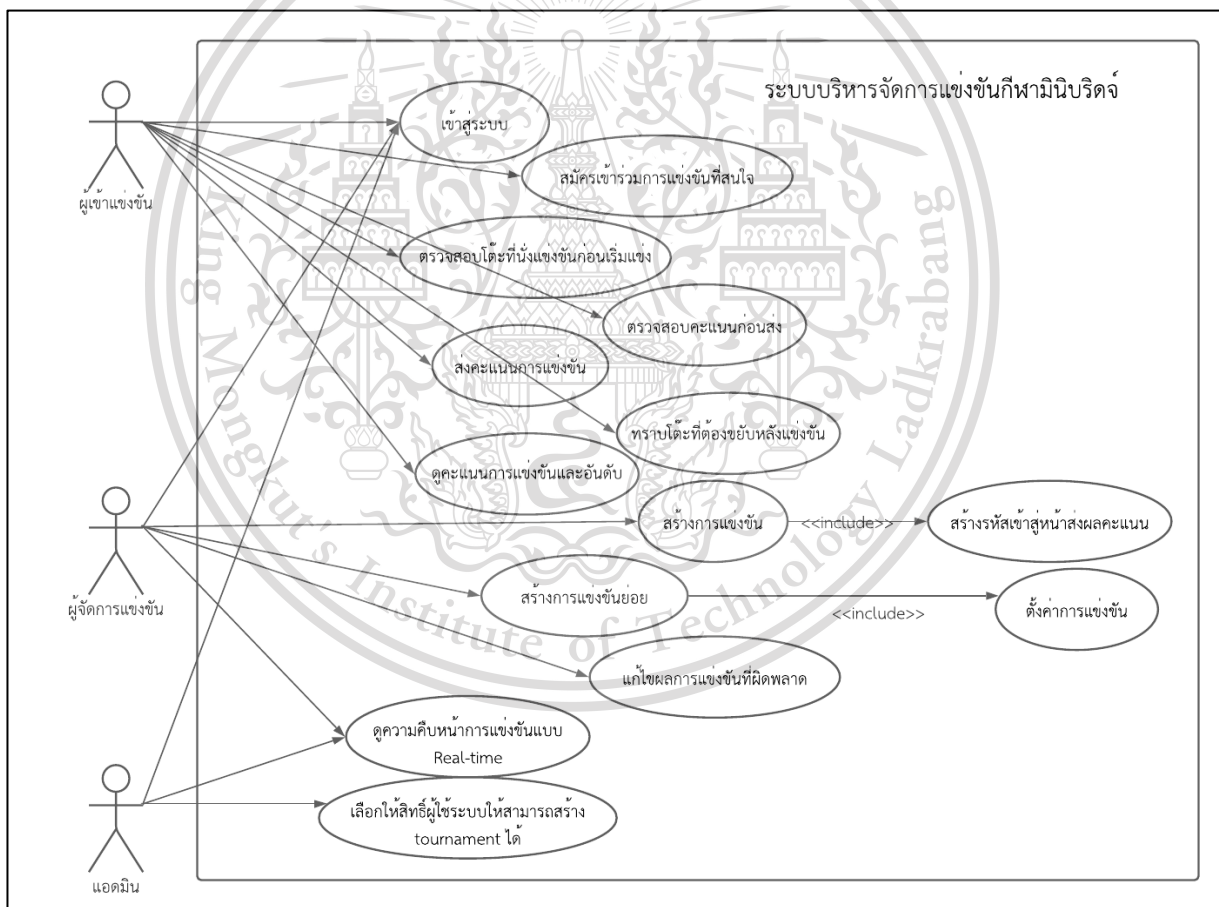 ระบบบริหารจัดการแข่งขันกีฬามินิบริดจ์
เข้าสู่ระบบ
สมัครเข้าร่วมการแข่งขันที่สนใจ
ผู้เข้าแข่งขัน
ตรวจสอบโต๊ะที่นั่งแข่งขันก่อนเริ่มแข่ง
ตรวจสอบคะแนนก่อนส่ง
ส่งคะแนนการแข่งขัน
ทราบโต๊ะที่ต้องขยับหลังแข่งขัน
ดูคะแนนการแข่งขันและอันดับ
สร้างการแข่งขัน
<<include>>
สร้างรหัสเข้าสู่หน้าส่งผลคะแนน
ผู้จัดการแข่งขัน
สร้างการแข่งขันย่อย
<<include>>
ตั้งค่าการแข่งขัน
แก้ไขผลการแข่งขันที่ผิดพลาด
ดูความคืบหน้าการแข่งขันแบบ
Real-time
เลือกให้สิทธิ์ผู้ใช้ระบบให้สามารถสร้าง
tournament ได้
แอดมิน
King Mongkut's Institute of Technology Ladkrabang